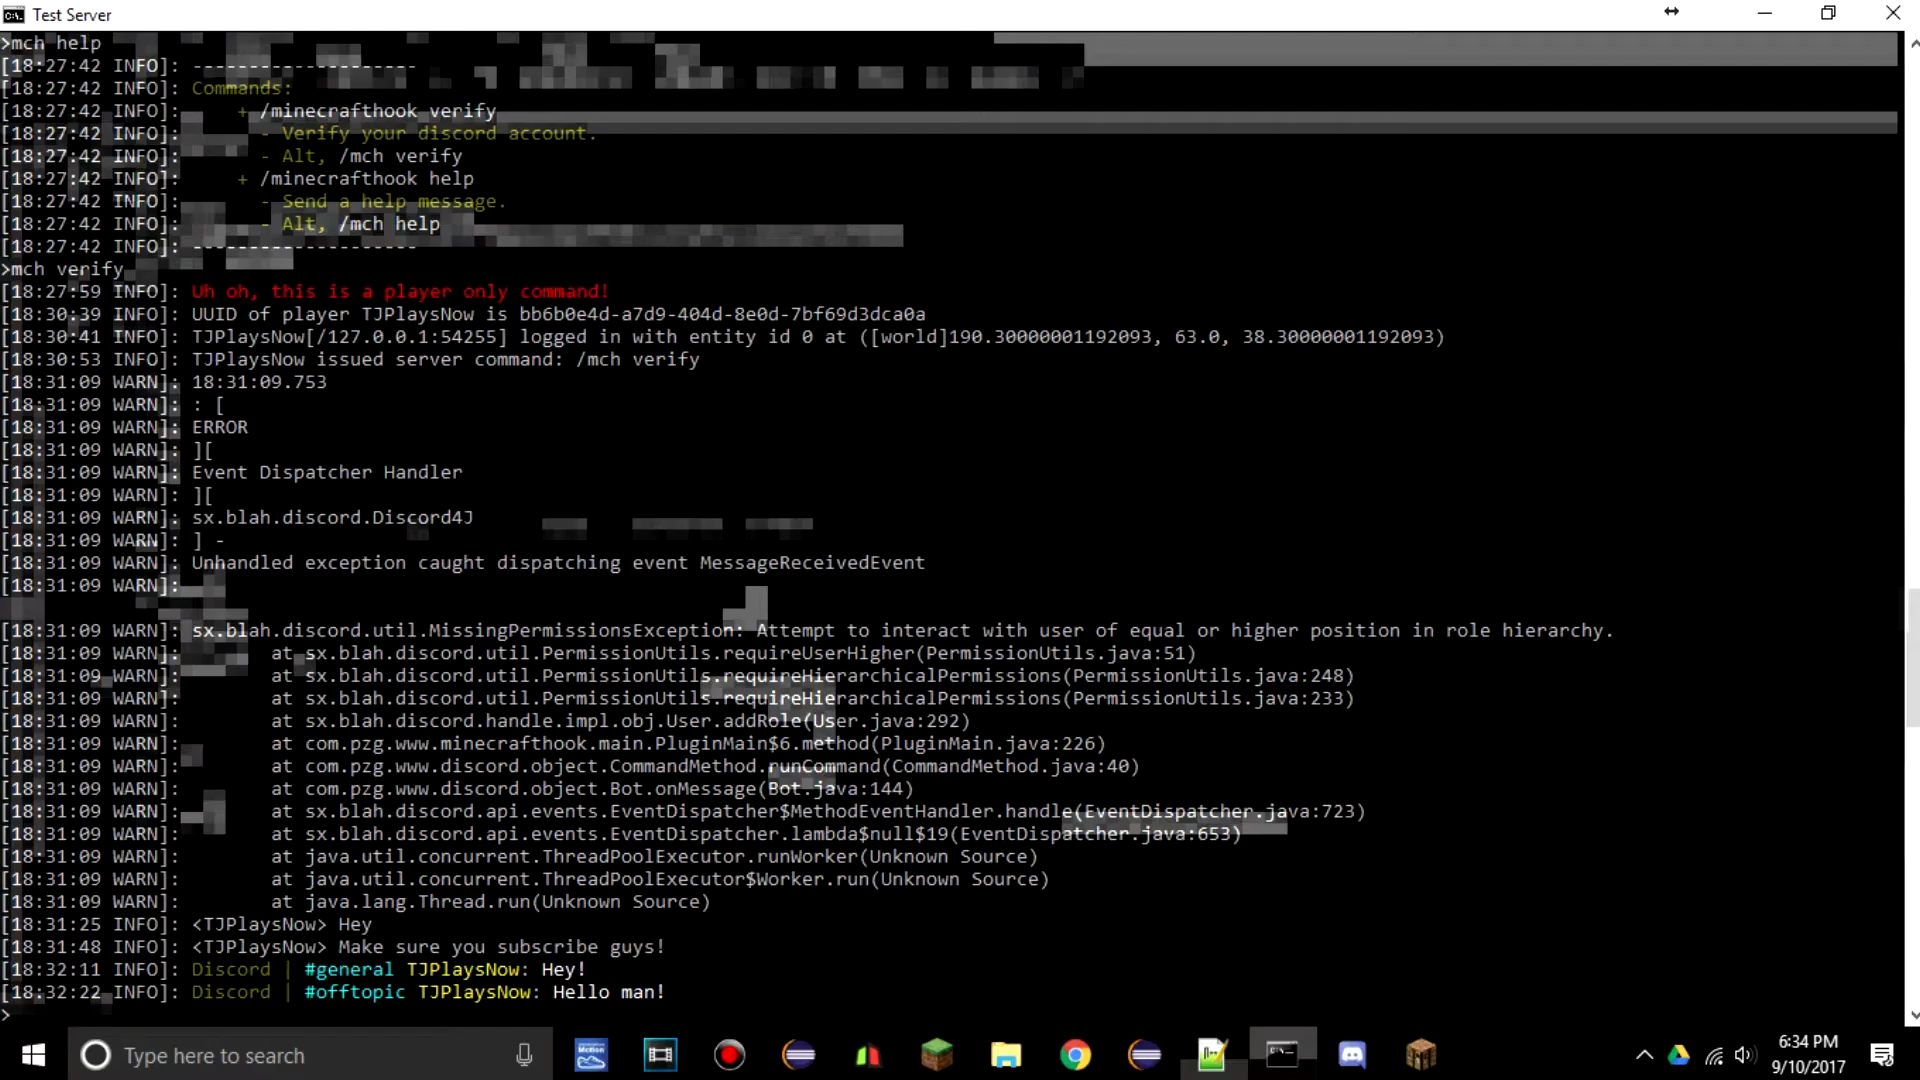 Test Server
>mch help
[18:27:42 INFO]: --------------------
[18:27:42 INFO]: Commands:
[18:27:42 INFO]:     + /minecrafthook verify
[18:27:42 INFO]:       - Verify your discord account.
[18:27:42 INFO]:       - Alt, /mch verify
[18:27:42 INFO]:     + /minecrafthook help
[18:27:42 INFO]:       - Send a help message.
[18:27:42 INFO]:       - Alt, /mch help
[18:27:42 INFO]: --------------------
>mch verify
[18:27:59 INFO]: Uh oh, this is a player only command!
[18:30:39 INFO]: UUID of player TJPlaysNow is bb6b0e4d-a7d9-404d-8e0d-7bf69d3dca0a
[18:30:41 INFO]: TJPlaysNow[/127.0.0.1:54255] logged in with entity id 0 at ([world]190.30000001192093, 63.0, 38.30000001192093)
[18:30:53 INFO]: TJPlaysNow issued server command: /mch verify
[18:31:09 WARN]: 18:31:09.753
[18:31:09 WARN]: : [
[18:31:09 WARN]: ERROR
[18:31:09 WARN]: ][
[18:31:09 WARN]: Event Dispatcher Handler
[18:31:09 WARN]: ][
[18:31:09 WARN]: sx.blah.discord.Discord4J
[18:31:09 WARN]: ] -
[18:31:09 WARN]: Unhandled exception caught dispatching event MessageReceivedEvent
[18:31:09 WARN]:
[18:31:09 WARN]: sx.blah.discord.util.MissingPermissionsException: Attempt to interact with user of equal or higher position in role hierarchy.
[18:31:09 WARN]:        at sx.blah.discord.util.PermissionUtils.requireUserHigher(PermissionUtils.java:51)
[18:31:09 WARN]:        at sx.blah.discord.util.PermissionUtils.requireHierarchicalPermissions(PermissionUtils.java:248)
[18:31:09 WARN]:        at sx.blah.discord.util.PermissionUtils.requireHierarchicalPermissions(PermissionUtils.java:233)
[18:31:09 WARN]:        at sx.blah.discord.handle.impl.obj.User.addRole(User.java:292)
[18:31:09 WARN]:        at com.pzg.www.minecrafthook.main.PluginMain$6.method(PluginMain.java:226)
[18:31:09 WARN]:        at com.pzg.www.discord.object.CommandMethod.runCommand(CommandMethod.java:40)
[18:31:09 WARN]:        at com.pzg.www.discord.object.Bot.onMessage(Bot.java:144)
[18:31:09 WARN]:        at sx.blah.discord.api.events.EventDispatcher$MethodEventHandler.handle(EventDispatcher.java:723)
[18:31:09 WARN]:        at sx.blah.discord.api.events.EventDispatcher.lambda$null$19(EventDispatcher.java:653)
[18:31:09 WARN]:        at java.util.concurrent.ThreadPoolExecutor.runWorker(Unknown Source)
[18:31:09 WARN]:        at java.util.concurrent.ThreadPoolExecutor$Worker.run(Unknown Source)
[18:31:09 WARN]:        at java.lang.Thread.run(Unknown Source)
[18:31:25 INFO]: <TJPlaysNow> Hey
[18:31:48 INFO]: <TJPlaysNow> Make sure you subscribe guys!
[18:32:11 INFO]: Discord | #general TJPlaysNow: Hey!
[18:32:22 INFO]: Discord | #offtopic TJPlaysNow: Hello man!
>
Type here to search
6:34 PM
9/10/2017